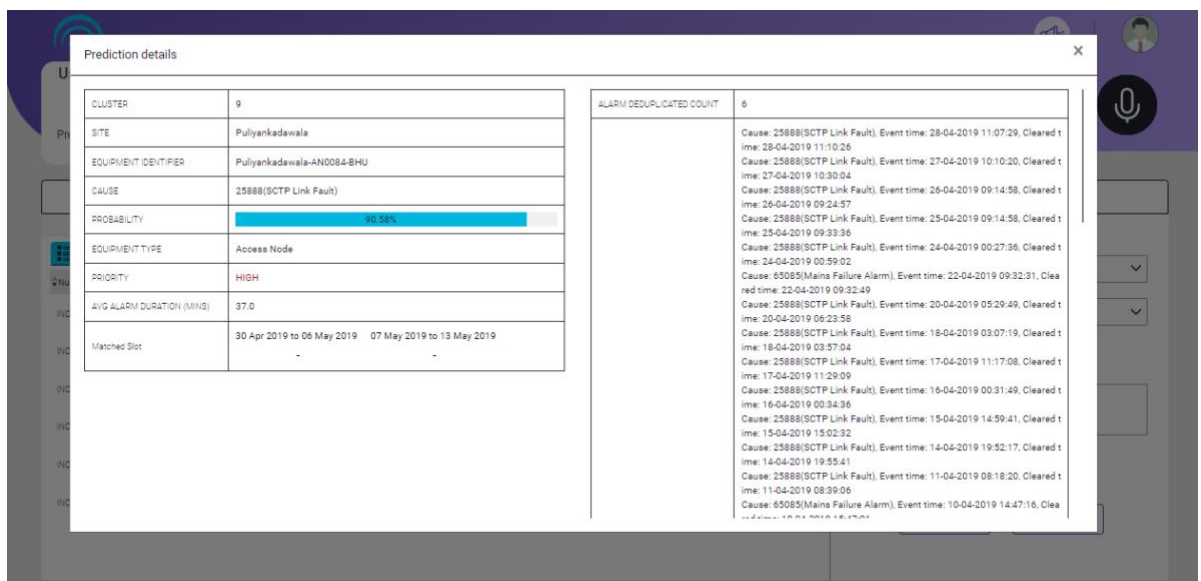 Prediction details
×
CLUSTER 9
SITE Puliyankadawala
EQUIPMENT IDENTIFIER Puliyankadawala-AN0084-BHU
CAUSE 25888(SCTP Link Fault)
PROBABILITY 90.58%
EQUIPMENT TYPE Access Node
PRIORITY HIGH
AVG ALARM DURATION (MINS) 37.0
Matched Slot 30 Apr 2019 to 06 May 2019 07 May 2019 to 13 May 2019
- -
ALARM DEDUPLICATED COUNT 6
Cause: 25888(SCTP Link Fault), Event time: 28-04-2019 11:07:29, Cleared t
ime: 28-04-2019 11:10:26
Cause: 25888(SCTP Link Fault), Event time: 27-04-2019 10:10:20, Cleared t
ime: 27-04-2019 10:30:04
Cause: 25888(SCTP Link Fault), Event time: 26-04-2019 09:14:58, Cleared t
ime: 26-04-2019 09:24:57
Cause: 25888(SCTP Link Fault), Event time: 25-04-2019 09:14:58, Cleared t
ime: 25-04-2019 09:33:36
Cause: 25888(SCTP Link Fault), Event time: 24-04-2019 00:27:36, Cleared t
ime: 24-04-2019 00:59:02
Cause: 65085(Mains Failure Alarm), Event time: 22-04-2019 09:32:31, Clea
red time: 22-04-2019 09:32:49
Cause: 25888(SCTP Link Fault), Event time: 20-04-2019 05:29:49, Cleared t
ime: 20-04-2019 06:23:58
Cause: 25888(SCTP Link Fault), Event time: 18-04-2019 03:07:19, Cleared t
ime: 18-04-2019 03:57:04
Cause: 25888(SCTP Link Fault), Event time: 17-04-2019 11:17:08, Cleared t
ime: 17-04-2019 11:29:09
Cause: 25888(SCTP Link Fault), Event time: 16-04-2019 00:31:49, Cleared t
ime: 16-04-2019 00:34:36
Cause: 25888(SCTP Link Fault), Event time: 15-04-2019 14:59:41, Cleared t
ime: 15-04-2019 15:02:32
Cause: 25888(SCTP Link Fault), Event time: 14-04-2019 19:52:17, Cleared t
ime: 14-04-2019 19:55:41
Cause: 25888(SCTP Link Fault), Event time: 11-04-2019 08:18:20, Cleared t
ime: 11-04-2019 08:39:06
Cause: 65085(Mains Failure Alarm), Event time: 10-04-2019 14:47:16, Clea